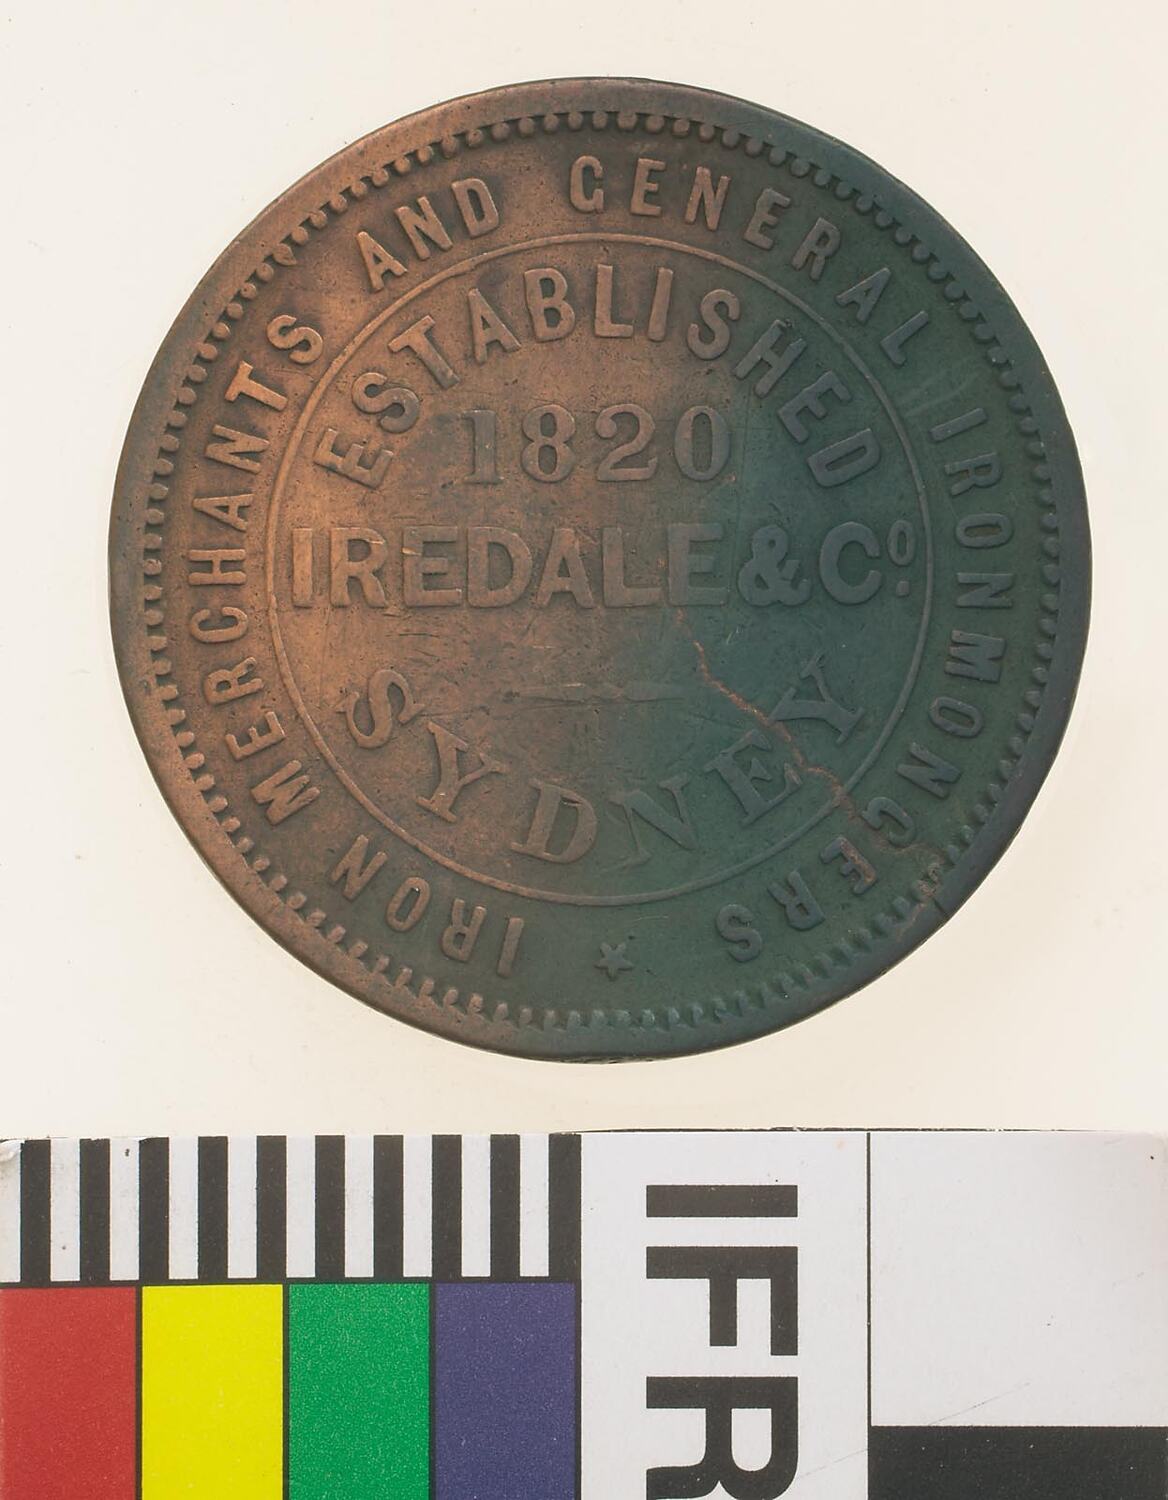 IRON MERCHANTS AND GENERAL IRONMONGERS
ESTABLISHED
1820
IREDALE & Co.
SYDNEY
IFR